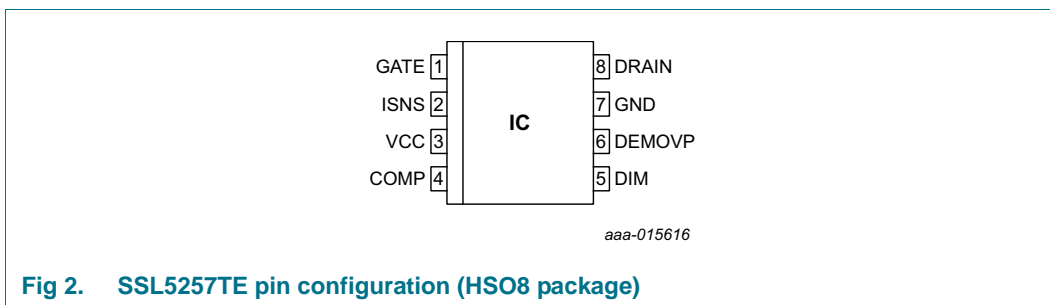 GATE 1 8 DRAIN
ISNS 2 7 GND
IC
VCC 3 6 DEMOVP
COMP 4 5 DIM
aaa-015616
Fig 2. SSL5257TE pin configuration (HSO8 package)